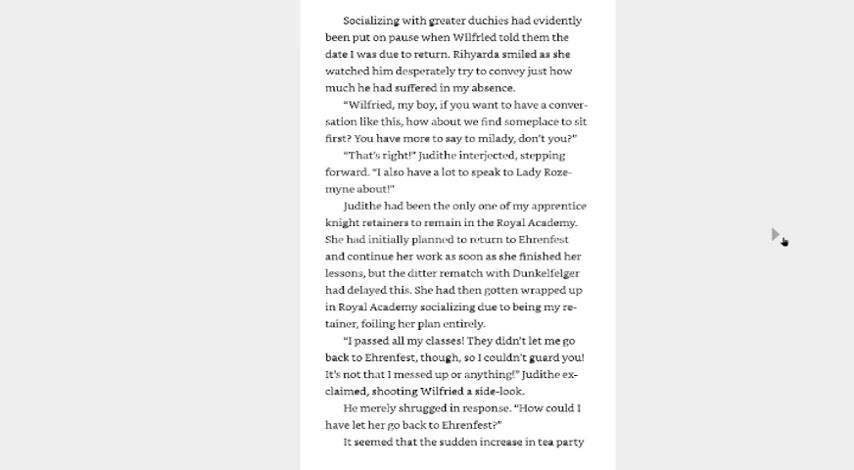 Socializing with greater duchies had evidently
been put on pause when Wilfried told them the
date I was due to return. Rihyarda smiled as she
watched him desperately try to convey just how
much he had suffered in my absence.
“Wilfried, my boy, if you want to have a conver-
sation like this, how about we find someplace to sit
first? You have more to say to milady, don’t you?”
“That’s right!” Judithe interjected, stepping
forward. “I also have a lot to speak to Lady Roze-
myne about!”
Judithe had been the only one of my apprentice
knight retainers to remain in the Royal Academy.
She had initially planned to return to Ehrenfest
and continue her work as soon as she finished her
lessons, but the ditter rematch with Dunkelfelger
had delayed this. She had then gotten wrapped up
in Royal Academy socializing due to being my re-
tainer, foiling her plan entirely.
“I passed all my classes! They didn’t let me go
back to Ehrenfest, though, so I couldn’t guard you!
It’s not that I messed up or anything!” Judithe ex-
claimed, shooting Wilfried a side-look.
He merely shrugged in response. “How could I
have let her go back to Ehrenfest?”
It seemed that the sudden increase in tea party